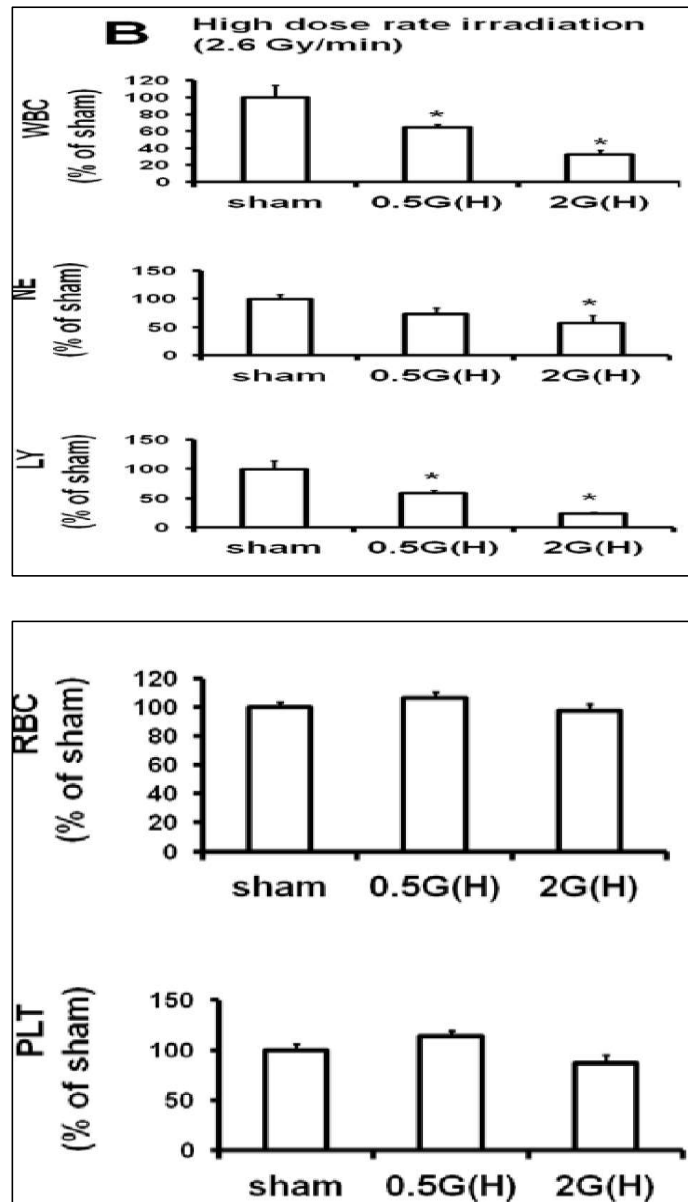 B High dose rate irradiation
(2.6 Gy/min)
WBC
(% of sham)
120
100
80
60
40
20
0
*
*
sham 0.5G(H) 2G(H)
NE
(% of sham)
150
100
50
0
*
sham 0.5G(H) 2G(H)
LY
(% of sham)
150
100
50
0
*
*
sham 0.5G(H) 2G(H)
RBC
(% of sham)
120
100
80
60
40
20
0
sham 0.5G(H) 2G(H)
PLT
(% of sham)
150
100
50
0
sham 0.5G(H) 2G(H)